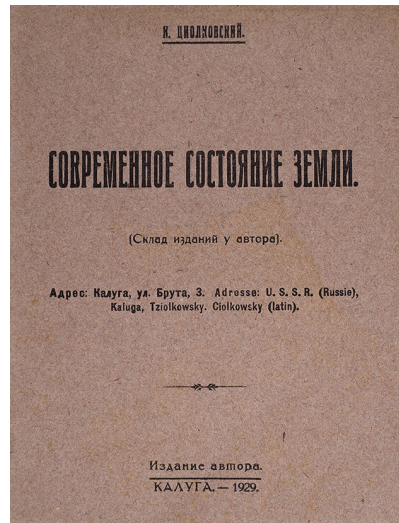 К. ЦИОЛКОВСКИЙ.
СОВРЕМЕННОЕ СОСТОЯНИЕ ЗЕМЛИ.
(Склад изданий у автора).
Адрес: Калуга, ул. Брута, 3. Adresse: U. S. S. R. (Russie),
Kaluga, Tziolkowsky. Ciolkowsky (latin).
Издание автора.
КАЛУГА.—1929.